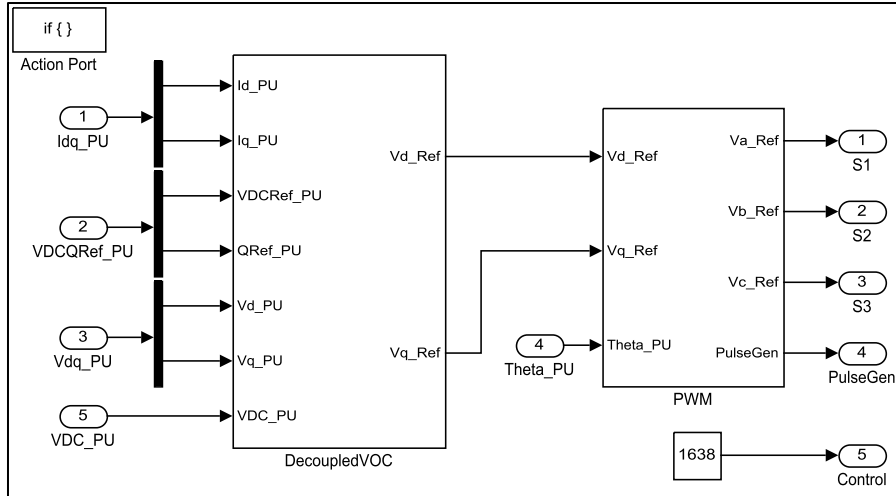 if { }
Action Port
1
Idq_PU
2
VDCQRef_PU
3
Vdq_PU
5
VDC_PU
Id_PU
Iq_PU
VDCRef_PU
QRef_PU
Vd_PU
Vq_PU
VDC_PU
Vd_Ref
Vq_Ref
DecoupledVOC
4
Theta_PU
Vd_Ref
Vq_Ref
Theta_PU
Va_Ref
Vb_Ref
Vc_Ref
PulseGen
PWM
1
S1
2
S2
3
S3
4
PulseGen
1638
5
Control